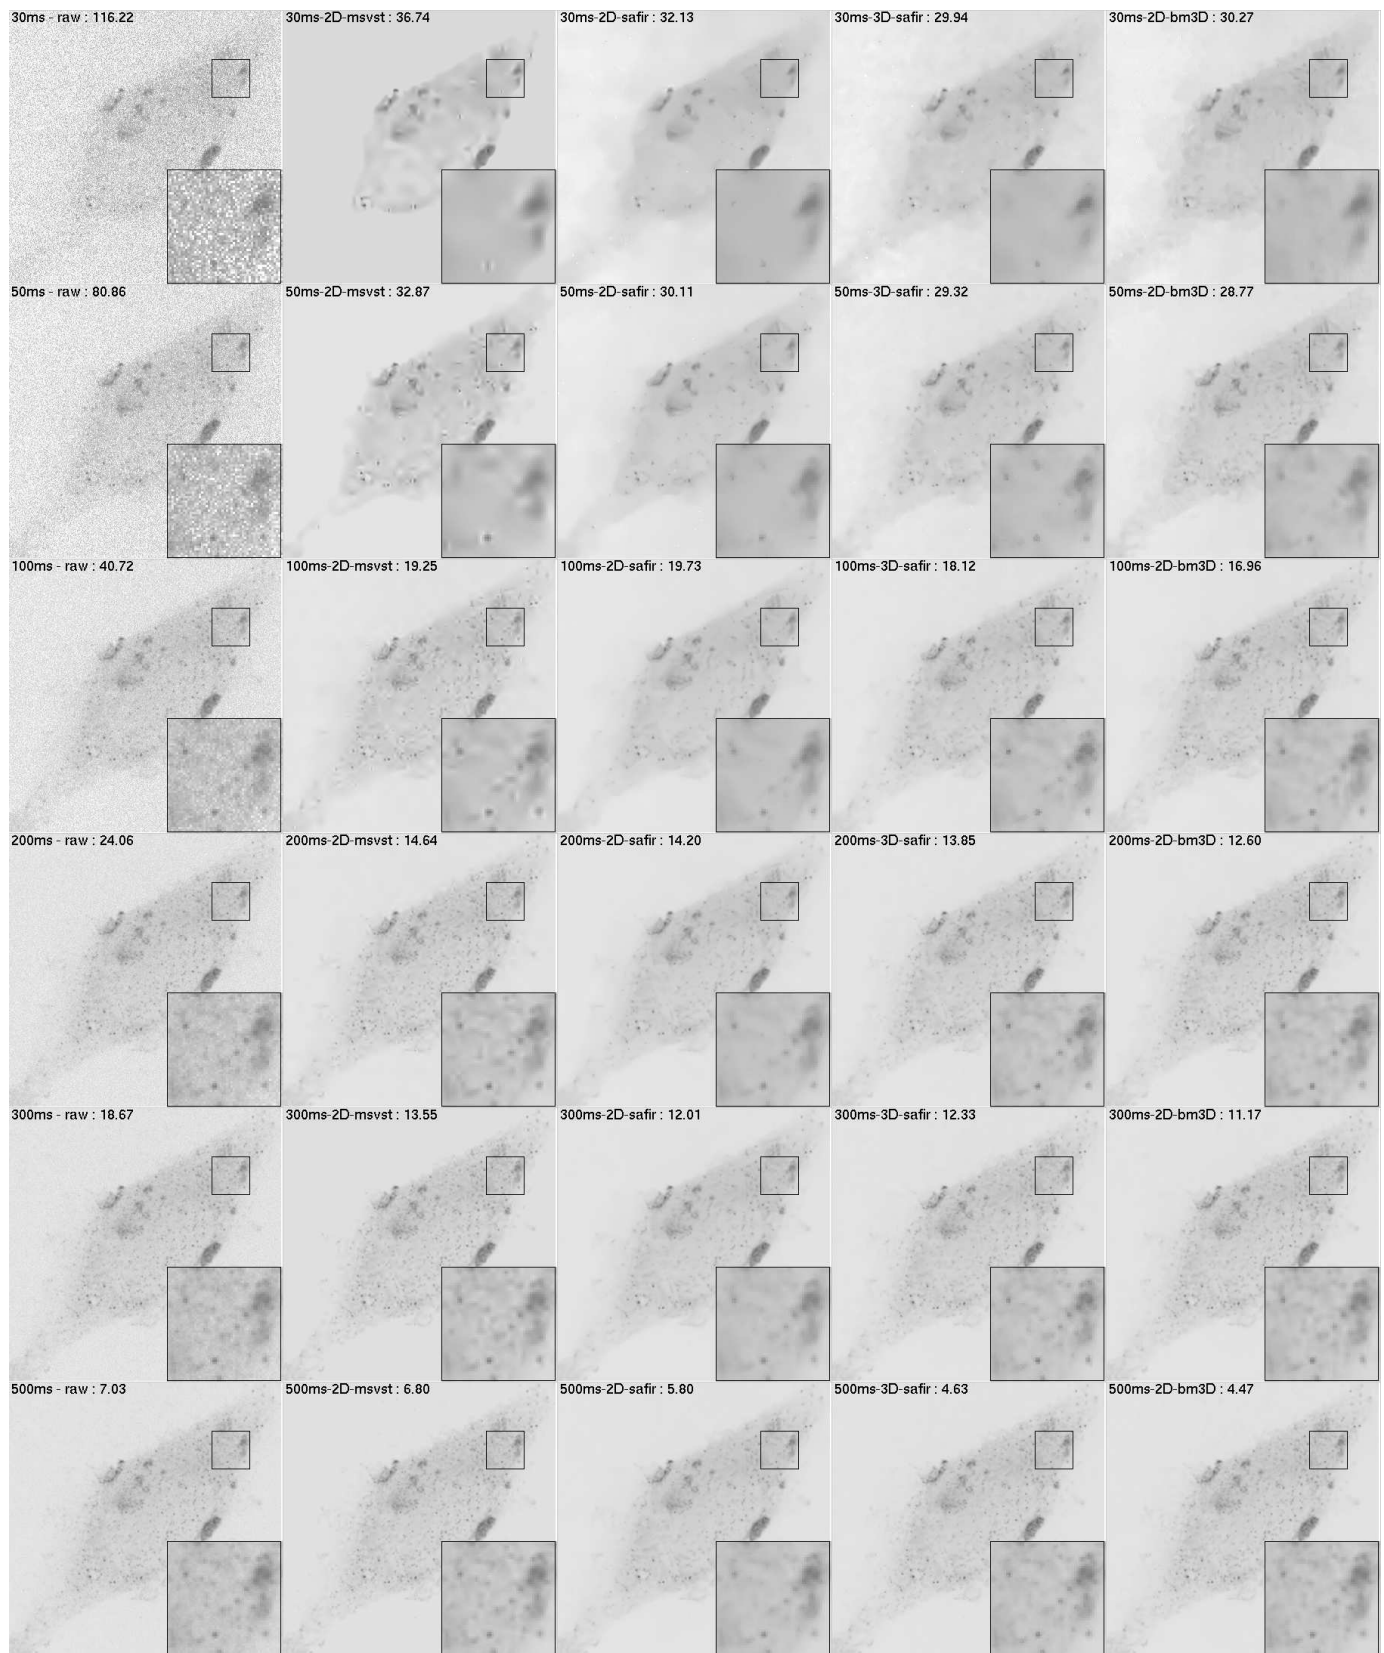 30ms - raw : 116.22
30ms-2D-msvst : 36.74
30ms-2D-safir : 32.13
30ms-3D-safir : 29.94
30ms-2D-bm3D : 30.27
50ms - raw : 80.86
50ms-2D-msvst : 32.87
50ms-2D-safir : 30.11
50ms-3D-safir : 29.32
50ms-2D-bm3D : 28.77
100ms - raw : 40.72
100ms-2D-msvst : 19.25
100ms-2D-safir : 19.73
100ms-3D-safir : 18.12
100ms-2D-bm3D : 16.96
200ms - raw : 24.06
200ms-2D-msvst : 14.64
200ms-2D-safir : 14.20
200ms-3D-safir : 13.85
200ms-2D-bm3D : 12.60
300ms - raw : 18.67
300ms-2D-msvst : 13.55
300ms-2D-safir : 12.01
300ms-3D-safir : 12.33
300ms-2D-bm3D : 11.17
500ms - raw : 7.03
500ms-2D-msvst : 6.80
500ms-2D-safir : 5.80
500ms-3D-safir : 4.63
500ms-2D-bm3D : 4.47